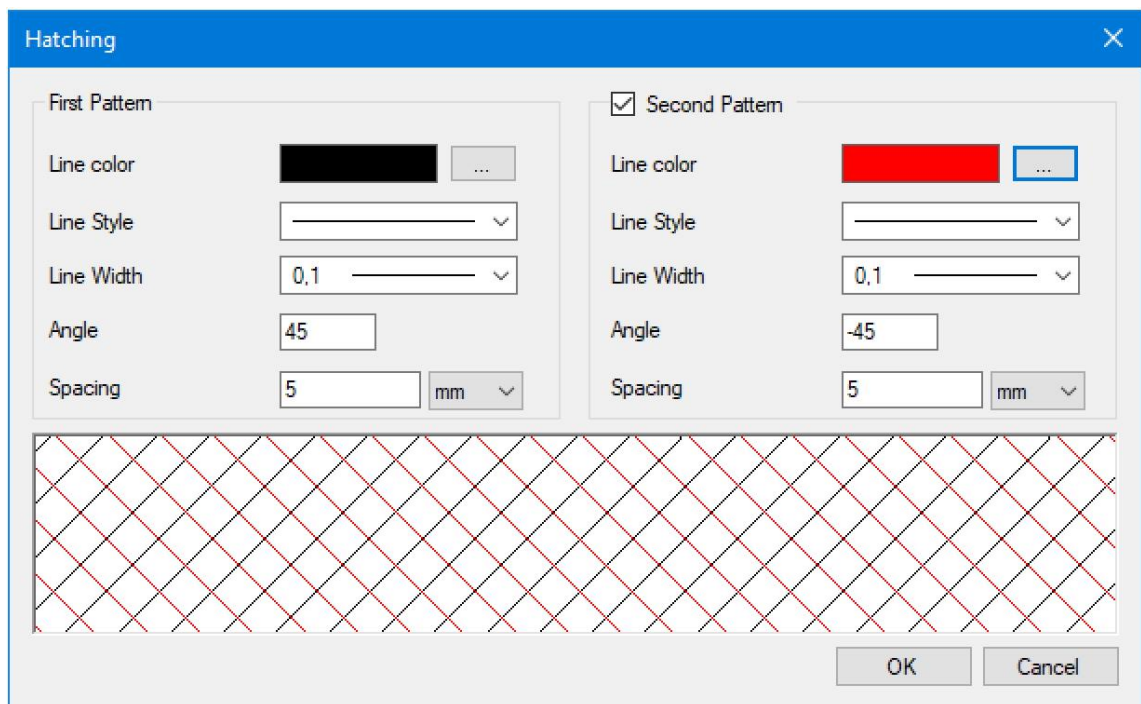 Hatching
First Pattern
Line color
...
Line Style
Line Width
0,1
Angle
45
Spacing
5
mm
Second Pattern
Line color
...
Line Style
Line Width
0,1
Angle
-45
Spacing
5
mm
OK
Cancel